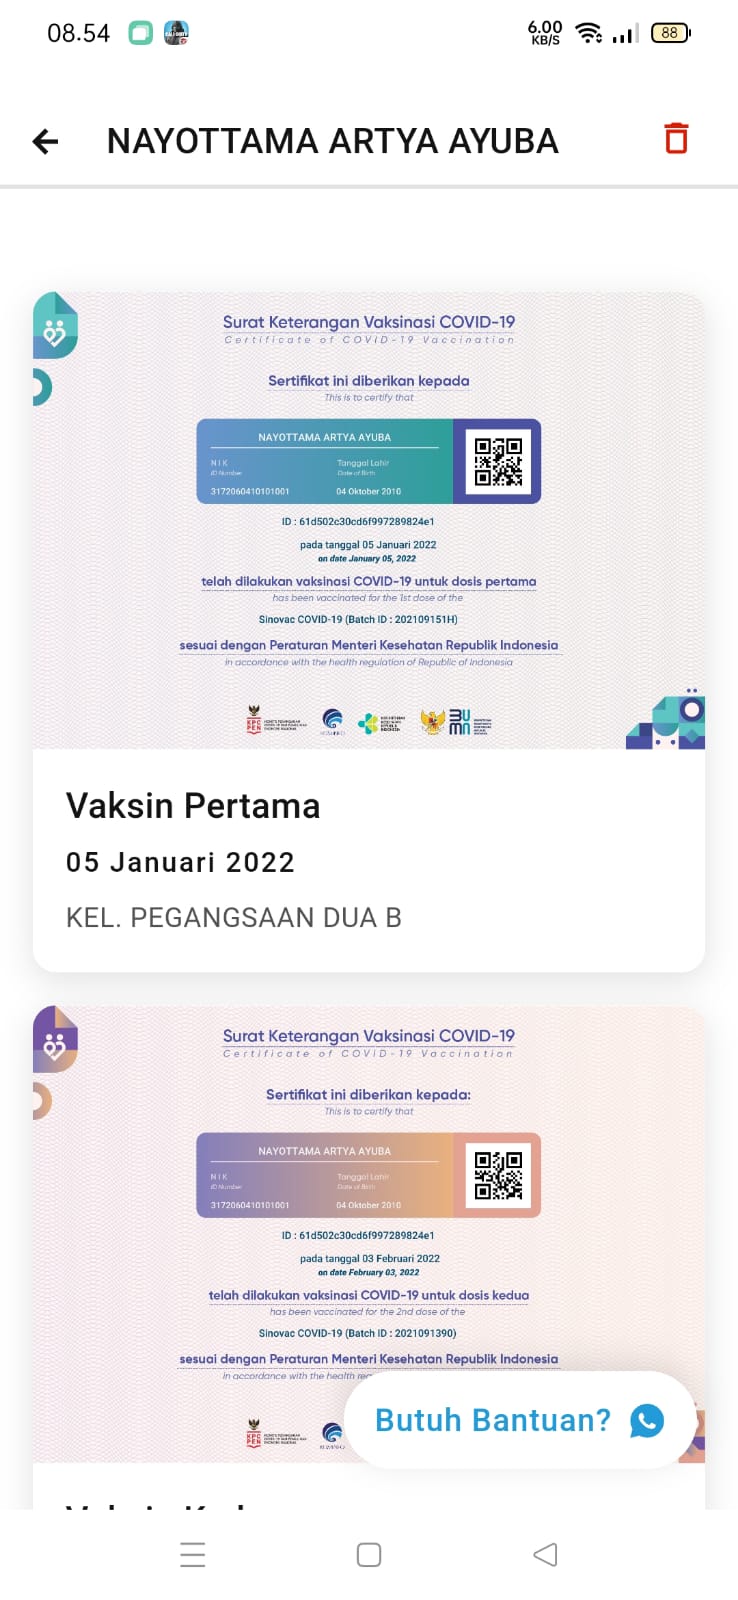 08.54
6.00
KB/S
88
NAYOTTAMA ARTYA AYUBA
Surat Keterangan Vaksinasi COVID-19
Certificate of COVID-19 Vaccination
Sertifikat ini diberikan kepada
This is to certify that
NAYOTTAMA ARTYA AYUBA
NIK
ID Number
3172060410101001
Tanggal Lahir
Date of Birth
04 Oktober 2010
ID : 61d502c30cd6f997289824e1
pada tanggal 05 Januari 2022
on date January 05, 2022
telah dilakukan vaksinasi COVID-19 untuk dosis pertama
has been vaccinated for the 1st dose of the
Sinovac COVID-19 (Batch ID : 202109151H)
sesuai dengan Peraturan Menteri Kesehatan Republik Indonesia
in accordance with the health regulation of Republic of Indonesia
KPC
PEN
KOMINFO
BUMN
Vaksin Pertama
05 Januari 2022
KEL. PEGANGSAAN DUA B
Surat Keterangan Vaksinasi COVID-19
Certificate of COVID-19 Vaccination
Sertifikat ini diberikan kepada:
This is to certify that
NAYOTTAMA ARTYA AYUBA
NIK
ID Number
3172060410101001
Tanggal Lahir
Date of Birth
04 Oktober 2010
ID : 61d502c30cd6f997289824e1
pada tanggal 03 Februari 2022
on date February 03, 2022
telah dilakukan vaksinasi COVID-19 untuk dosis kedua
has been vaccinated for the 2nd dose of the
Sinovac COVID-19 (Batch ID : 2021091390)
sesuai dengan Peraturan Menteri Kesehatan Republik Indonesia
in accordance with the health
KPC
PEN
Butuh Bantuan?